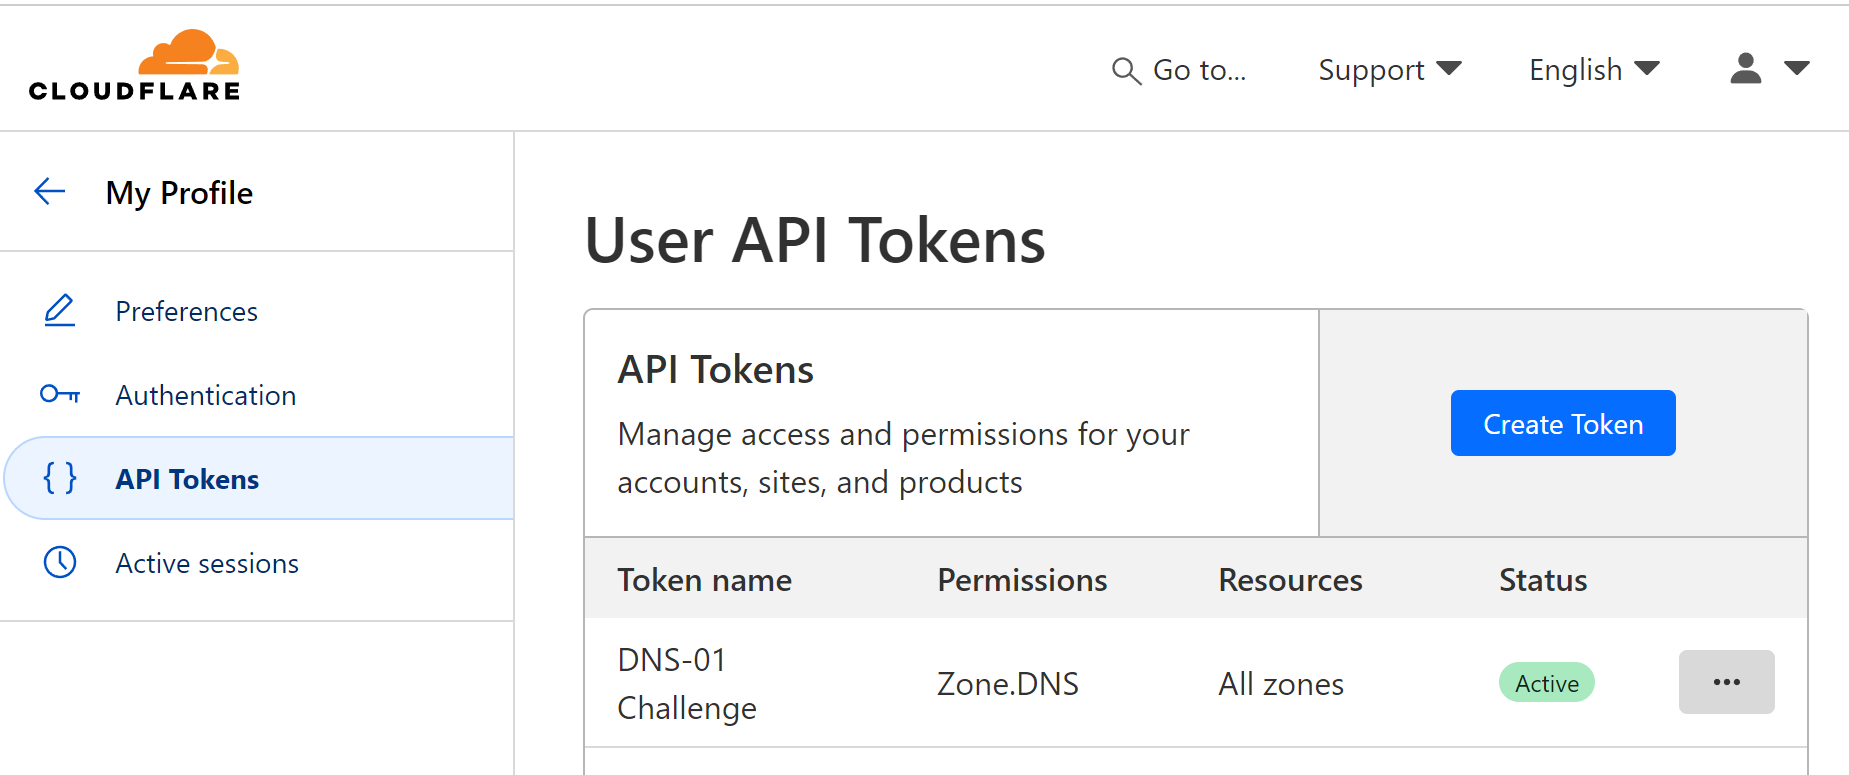 CLOUDFLARE
Go to...
Support
English
My Profile
Preferences
Authentication
API Tokens
Active sessions
User API Tokens
API Tokens
Manage access and permissions for your
accounts, sites, and products
Create Token
Token name Permissions Resources Status
DNS-01
Challenge
Zone.DNS
All zones
Active